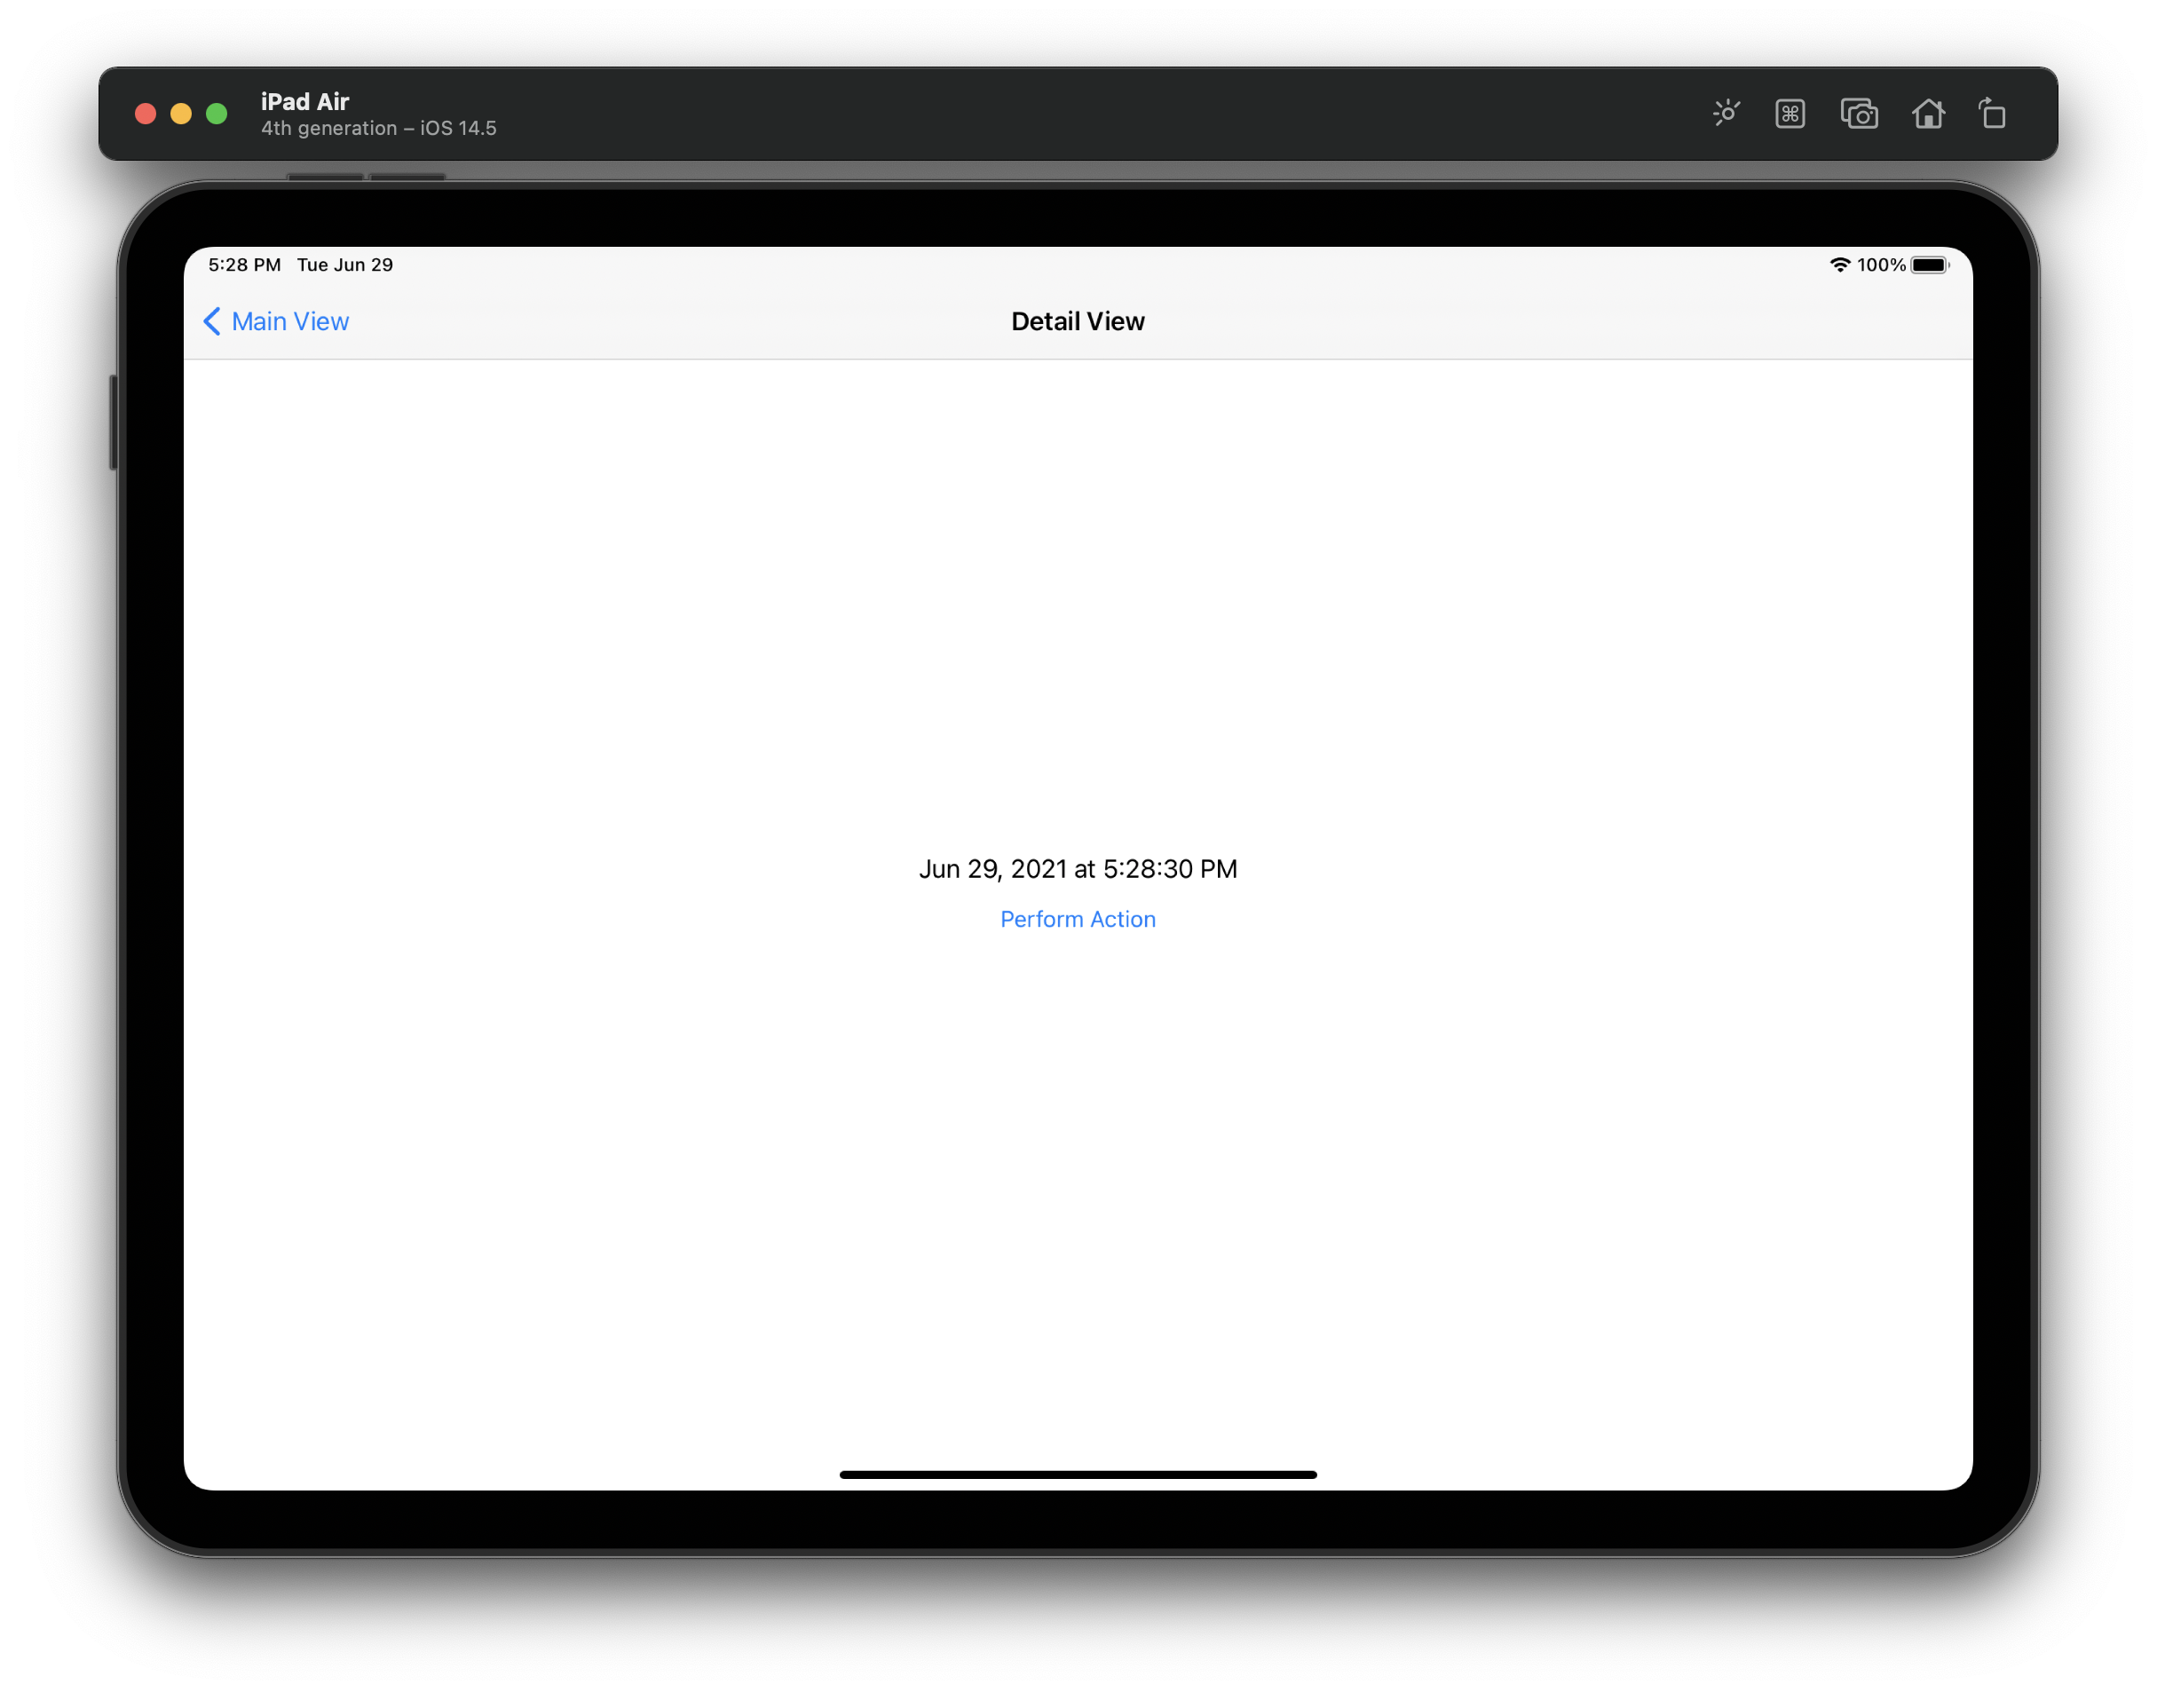 iPad Air
4th generation – iOS 14.5
5:28 PM Tue Jun 29
100%
Main View
Detail View
Jun 29, 2021 at 5:28:30 PM
Perform Action